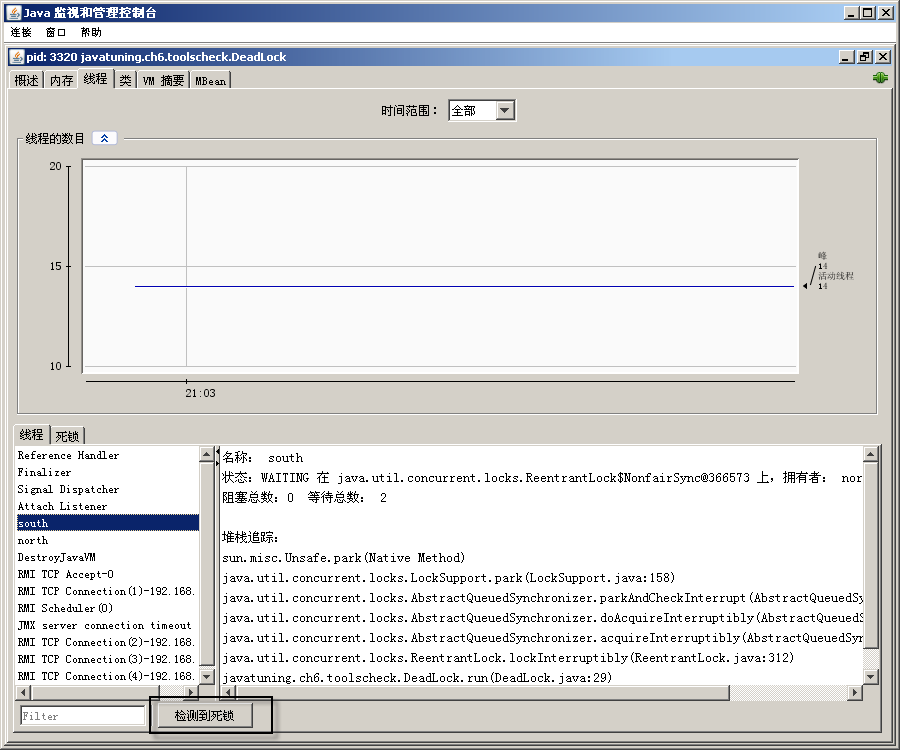 Java 监视和管理控制台
连接 窗口 帮助
pid: 3320 javatuning.ch6.toolscheck.DeadLock
概述 内存 线程 类 VM 摘要 MBean
时间范围: 全部
线程的数目
20
15
10
峰
14
活动线程
14
21:03
线程 死锁
Reference Handler
Finalizer
Signal Dispatcher
Attach Listener
south
north
DestroyJavaVM
RMI TCP Accept-0
RMI TCP Connection(1)-192.168.
RMI Scheduler(0)
JMX server connection timeout
RMI TCP Connection(2)-192.168.
RMI TCP Connection(3)-192.168.
RMI TCP Connection(4)-192.168.
名称: south
状态: WAITING 在 java.util.concurrent.locks.ReentrantLock$NonfairSync@366573 上, 拥有者: nor
阻塞总数: 0 等待总数: 2
堆栈追踪:
sun.misc.Unsafe.park(Native Method)
java.util.concurrent.locks.LockSupport.park(LockSupport.java:158)
java.util.concurrent.locks.AbstractQueuedSynchronizer.parkAndCheckInterrupt(AbstractQueuedSy
java.util.concurrent.locks.AbstractQueuedSynchronizer.doAcquireInterruptibly(AbstractQueuedS
java.util.concurrent.locks.AbstractQueuedSynchronizer.acquireInterruptibly(AbstractQueuedSyn
java.util.concurrent.locks.ReentrantLock.lockInterruptibly(ReentrantLock.java:312)
javatuning.ch6.toolscheck.DeadLock.run(DeadLock.java:29)
Filter
检测到死锁